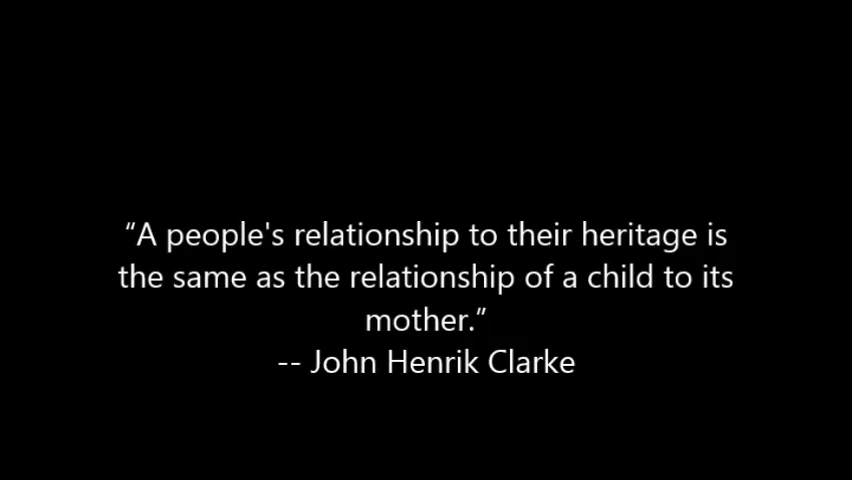 “A people's relationship to their heritage is
the same as the relationship of a child to its
mother.”
-- John Henrik Clarke